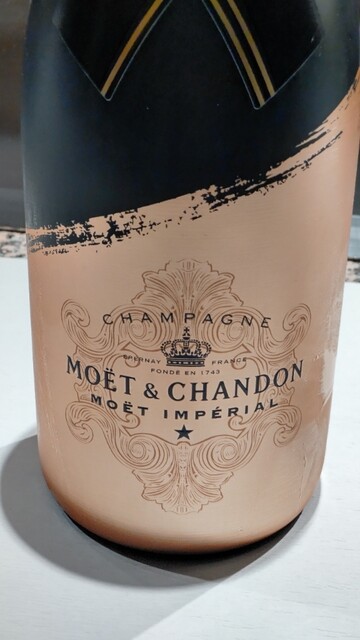 CHAMPAGNE
EPERNAY FRANCE
FONDÉ EN 1743
MOËT & CHANDON
MOËT IMPÉRIAL